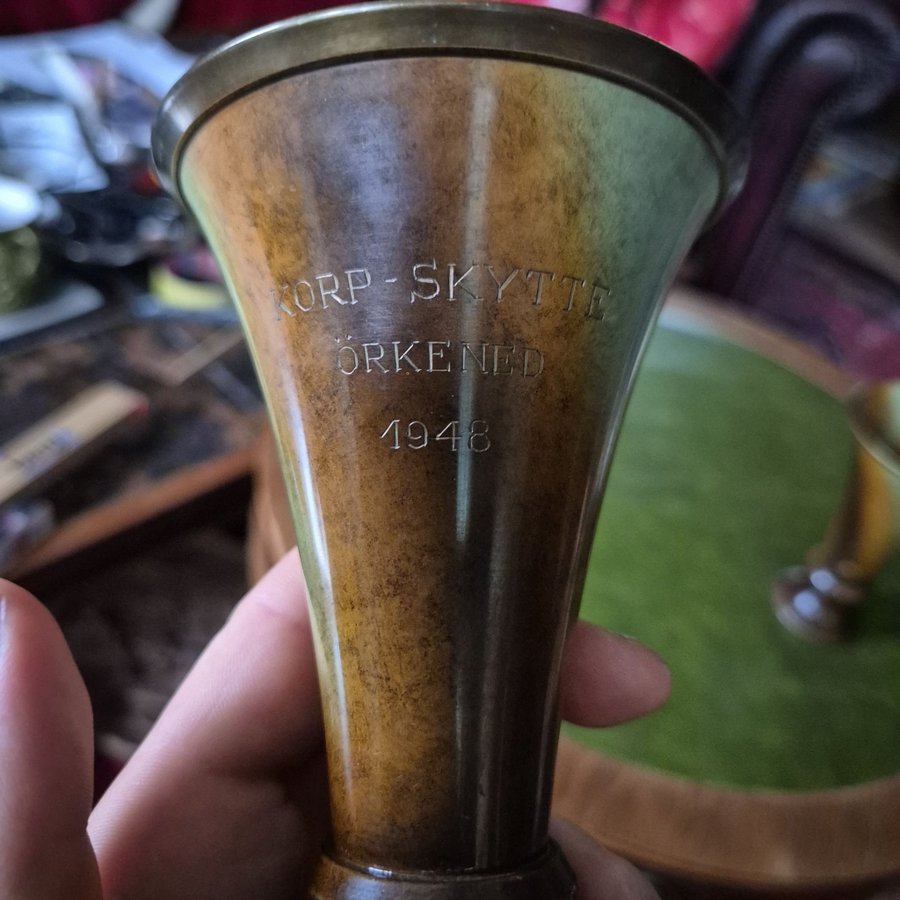 KORP-SKYTTE
ÖRKENED
1948